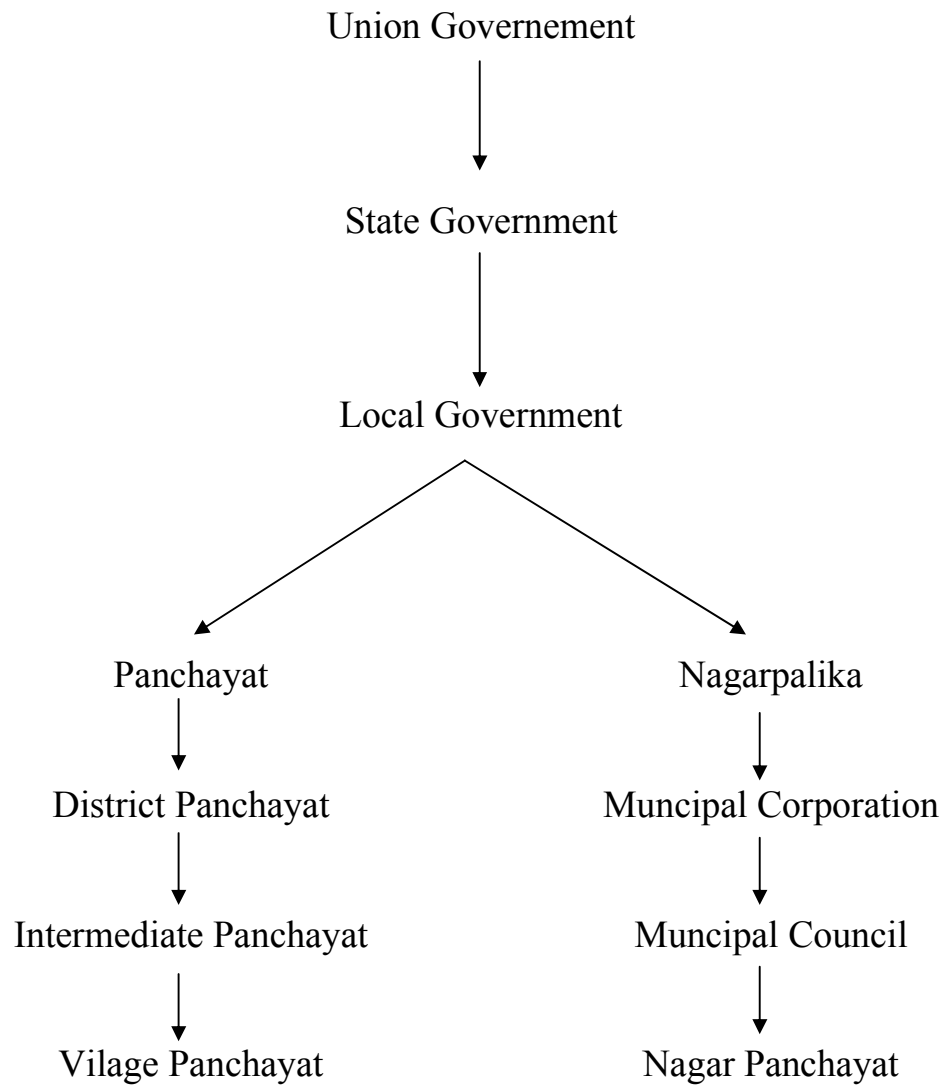 Union Governement
State Government
Local Government
Panchayat
Nagarpalika
District Panchayat
Muncipal Corporation
Intermediate Panchayat
Muncipal Council
Vilage Panchayat
Nagar Panchayat